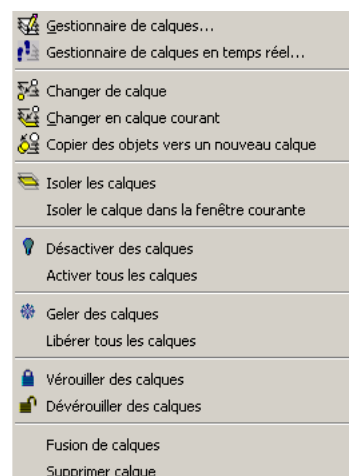 Gestionnaire de calques...
Gestionnaire de calques en temps réel...
Changer de calque
Changer en calque courant
Copier des objets vers un nouveau calque
Isoler les calques
Isoler le calque dans la fenêtre courante
Désactiver des calques
Activer tous les calques
Geler des calques
Libérer tous les calques
Vérouiller des calques
Dévérouiller des calques
Fusion de calques
Supprimer calque